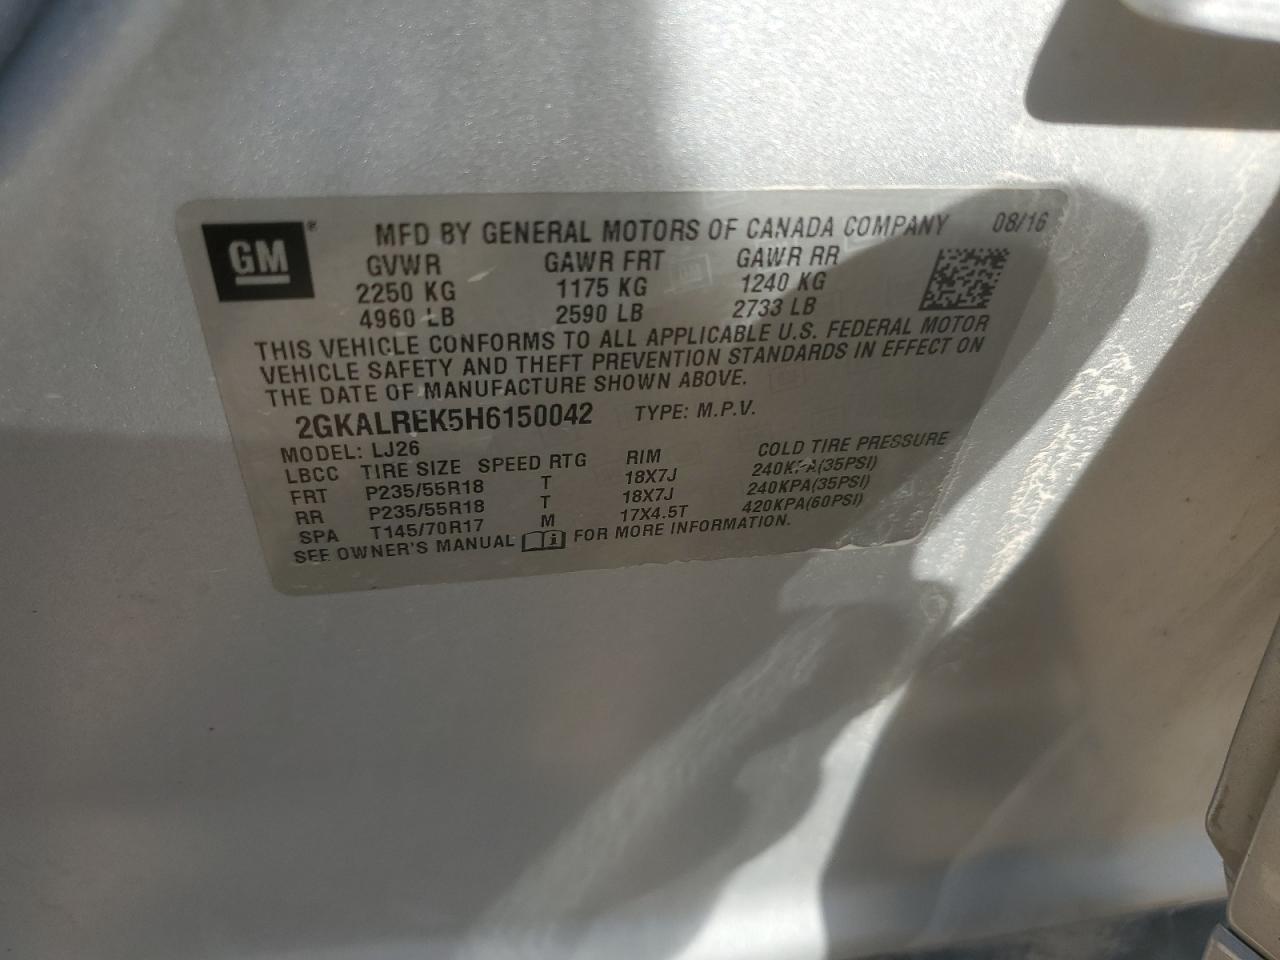 GM®
MFD BY GENERAL MOTORS OF CANADA COMPANY 08/16
GVWR GAWR FRT GAWR RR
2250 KG 1175 KG 1240 KG
4960 LB 2590 LB 2733 LB
THIS VEHICLE CONFORMS TO ALL APPLICABLE U.S. FEDERAL MOTOR
VEHICLE SAFETY AND THEFT PREVENTION STANDARDS IN EFFECT ON
THE DATE OF MANUFACTURE SHOWN ABOVE.
2GKALREK5H6150042 TYPE: M.P.V.
MODEL: LJ26
LBCC TIRE SIZE SPEED RTG RIM COLD TIRE PRESSURE
FRT P235/55R18 T 18X7J 240KPA(35PSI)
RR P235/55R18 T 18X7J 240KPA(35PSI)
SPA T145/70R17 M 17X4.5T 420KPA(60PSI)
SEE OWNER'S MANUAL i FOR MORE INFORMATION.